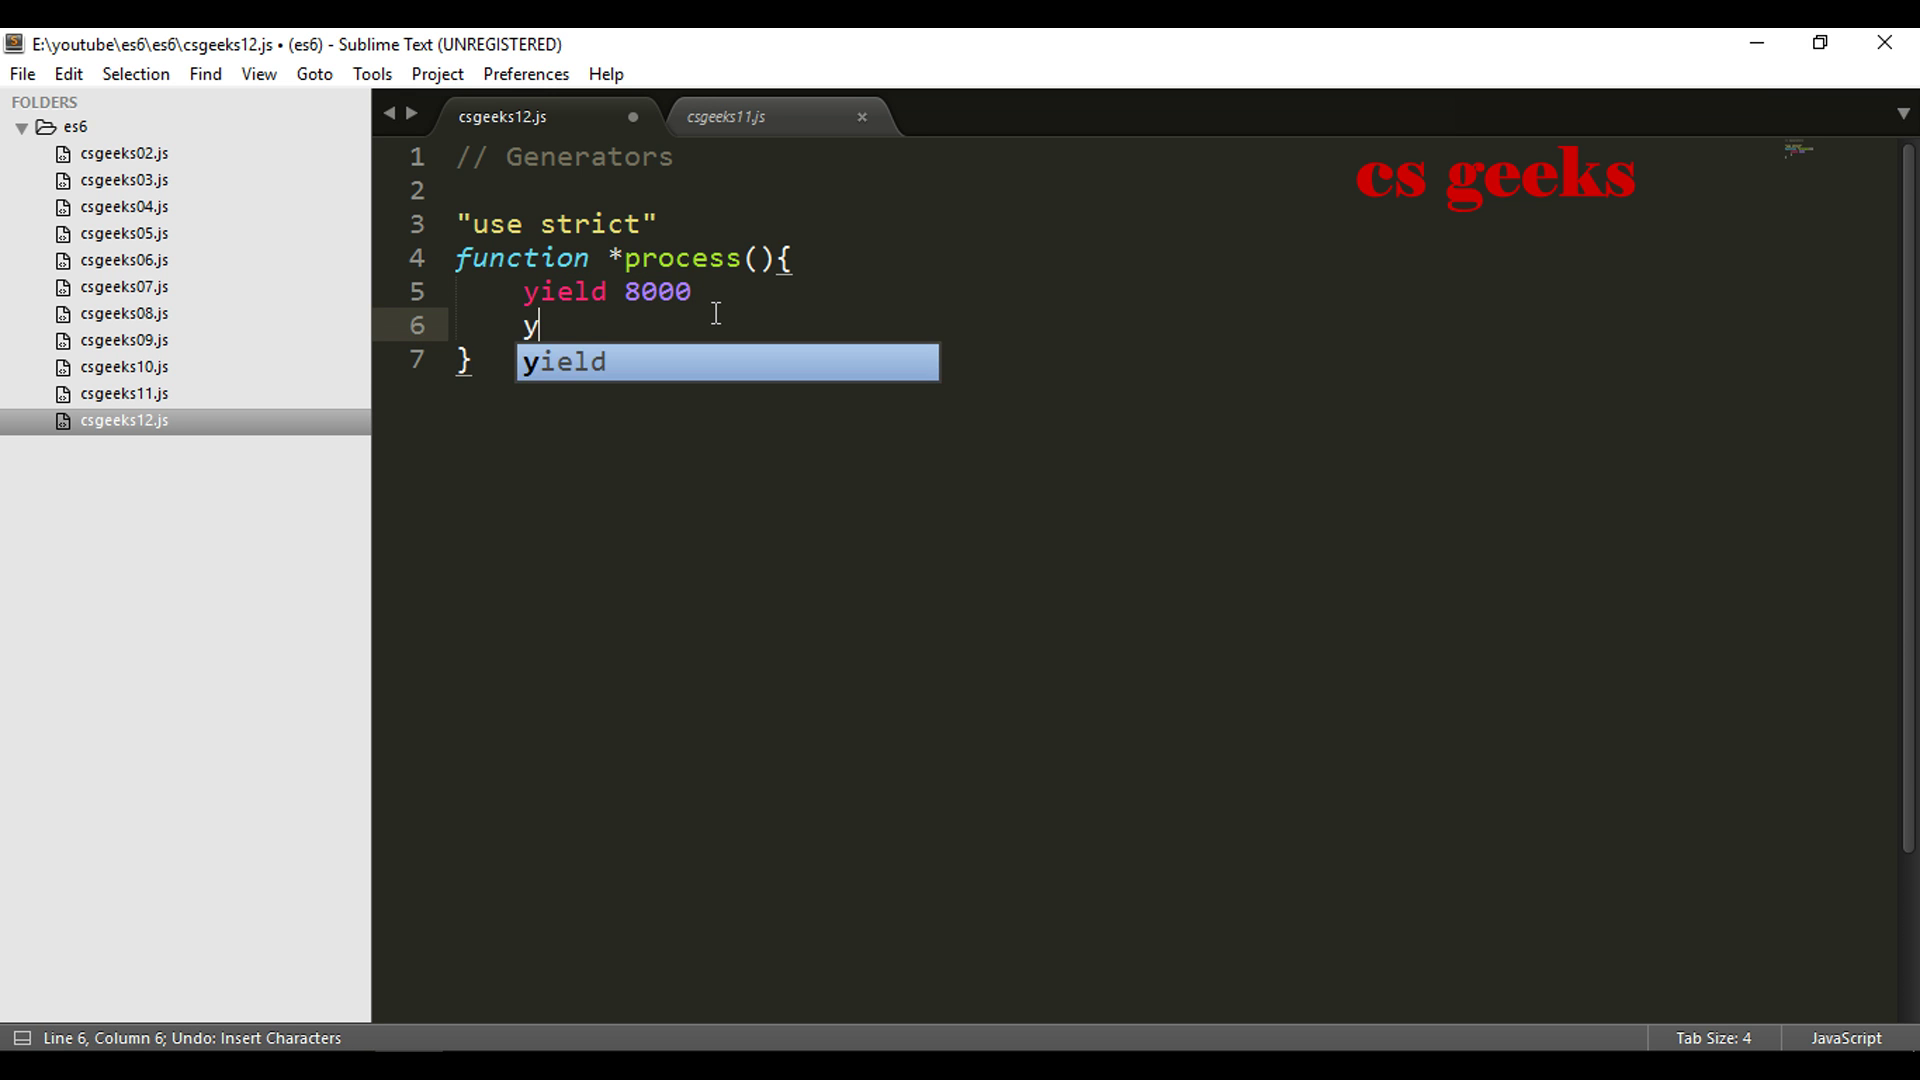 E:\youtube\es6\es6\csgeeks12.js • (es6) - Sublime Text (UNREGISTERED)
File Edit Selection Find View Goto Tools Project Preferences Help
FOLDERS
es6
csgeeks02.js
csgeeks03.js
csgeeks04.js
csgeeks05.js
csgeeks06.js
csgeeks07.js
csgeeks08.js
csgeeks09.js
csgeeks10.js
csgeeks11.js
csgeeks12.js
csgeeks12.js csgeeks11.js
1 // Generators
2
3 "use strict"
4 function *process(){
5 yield 8000
6 y
7 }
yield
cs geeks
Line 6, Column 6; Undo: Insert Characters
Tab Size: 4 JavaScript